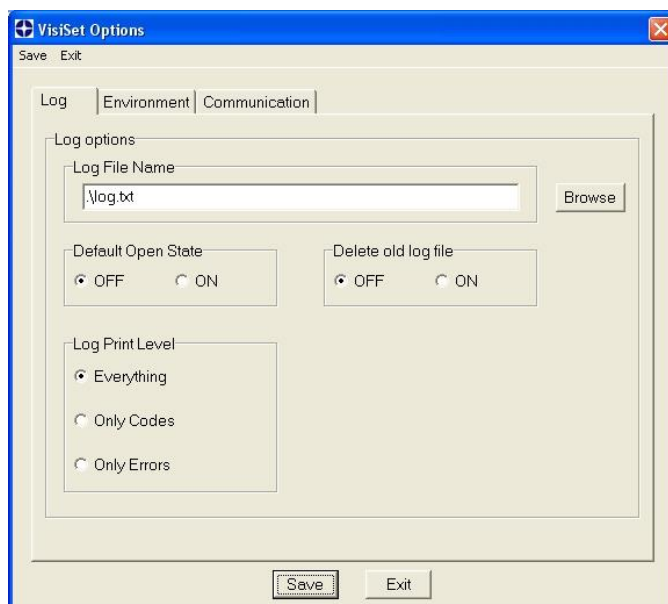 VisiSet Options
Save Exit
Log Environment Communication
Log options
Log File Name
.\log.txt
Browse
Default Open State
OFF ON
Delete old log file
OFF ON
Log Print Level
Everything
Only Codes
Only Errors
Save Exit